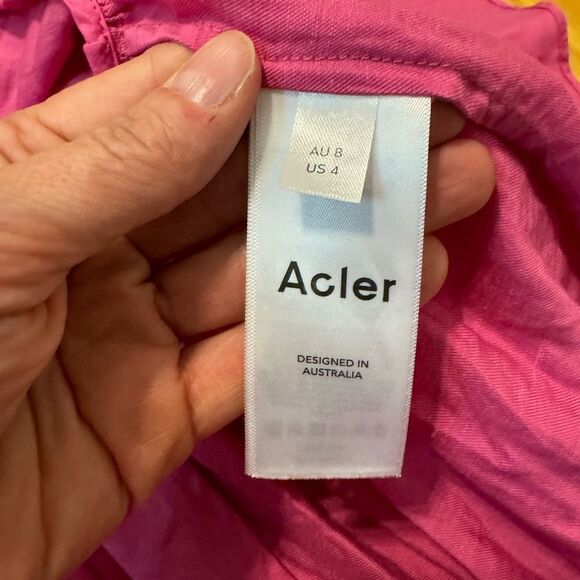 AU 8
US 4
Acler
DESIGNED IN
AUSTRALIA